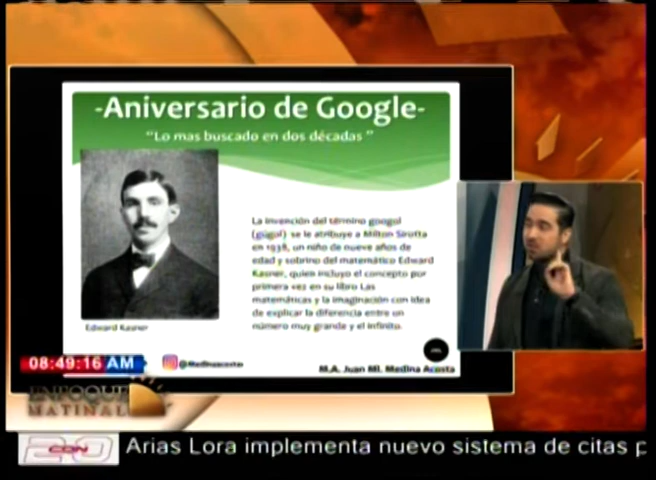 -Aniversario de Google-
"Lo mas buscado en dos décadas "
La invención del término googol
(gúgol) se le atribuye a Milton Sirotta
en 1938, un niño de nueve años de
edad y sobrino del matemático Edward
Kasner, quien incluyo el concepto por
primera vez en su libro Las
matemáticas y la imaginación con idea
de explicar la diferencia entre un
número muy grande y el infinito.
Edward Kasner
08:49:16 AM
@Medinaacostaa
M.A. Juan Ml. Medina Acosta
ENFOQUE
MATINAL
CDN
Arias Lora implementa nuevo sistema de citas p